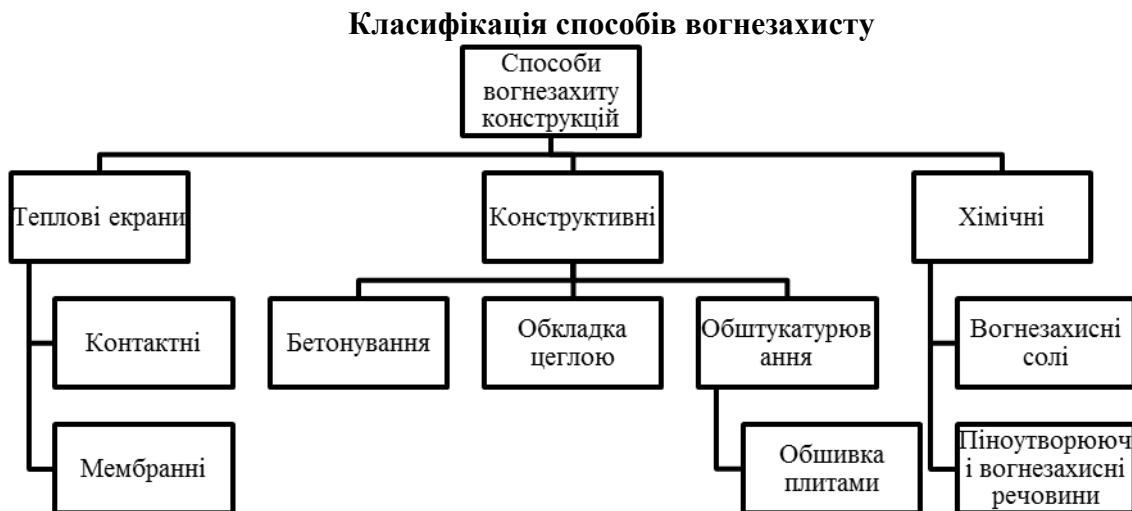 Класифікація способів вогнезахисту
Способи
вогнезахиту
конструкцій
Теплові екрани
Конструктивні
Хімічні
Контактні
Бетонування
Обкладка
цеглою
Обштукатурюв
ання
Вогнезахисні
солі
Мембранні
Обшивка
плитами
Піноутворююч
і вогнезахисні
речовини